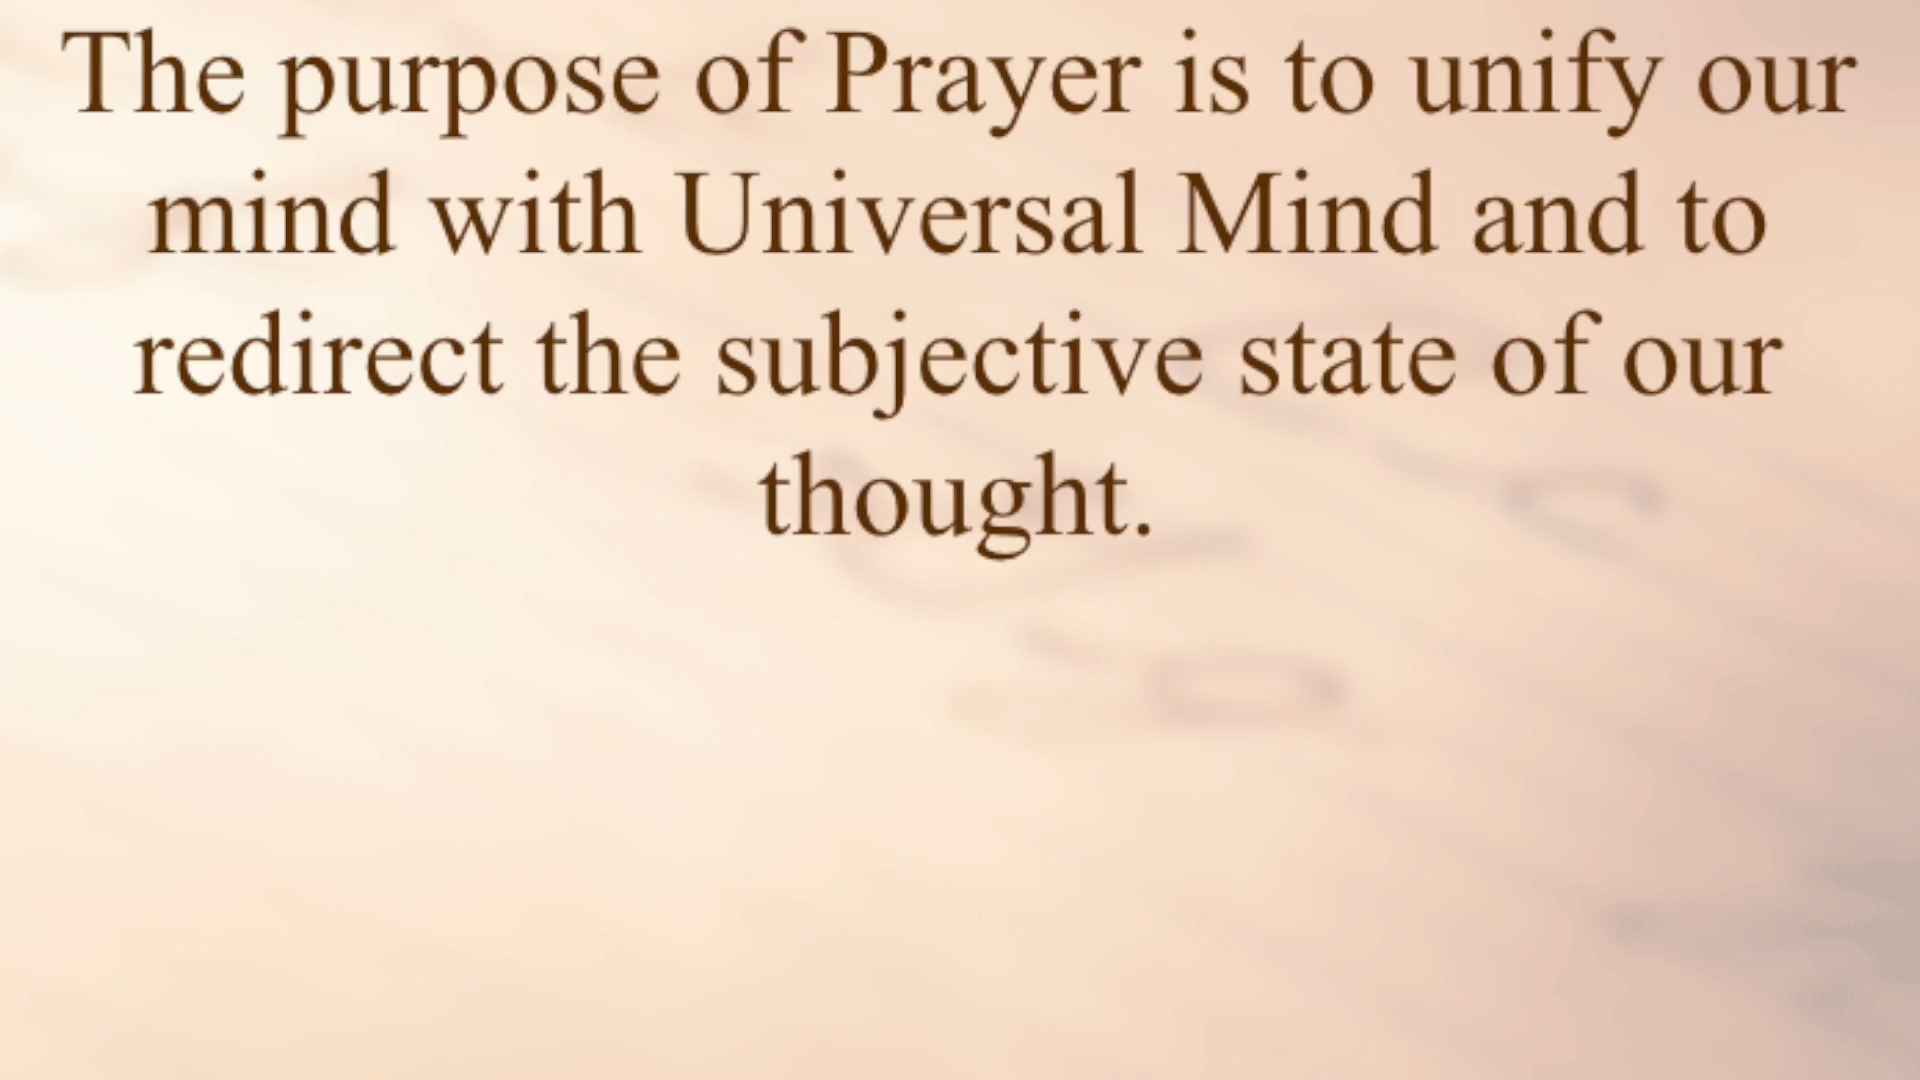 The purpose of Prayer is to unify our
mind with Universal Mind and to
redirect the subjective state of our
thought.